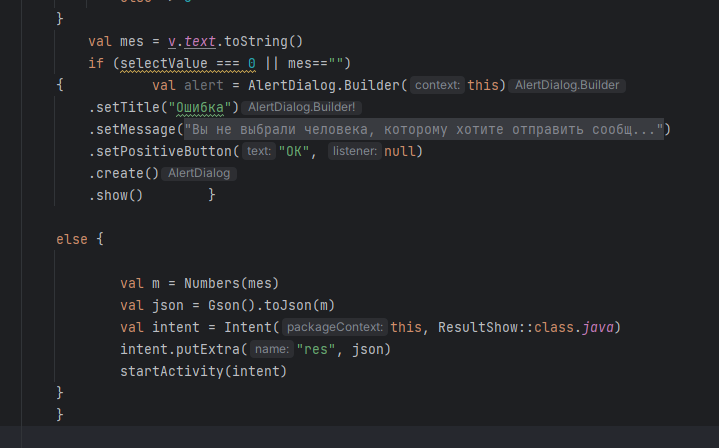 }
val mes = v.text.toString()
if (selectValue === 0 || mes=="")
{ val alert = AlertDialog.Builder( context: this) AlertDialog.Builder
.setTitle("Ошибка") AlertDialog.Builder!
.setMessage("Вы не выбрали человека, которому хотите отправить сообщ...")
.setPositiveButton( text: "OK", listener: null)
.create() AlertDialog
.show() }
else {
val m = Numbers(mes)
val json = Gson().toJson(m)
val intent = Intent( packageContext: this, ResultShow::class.java)
intent.putExtra( name: "res", json)
startActivity(intent)
}
}